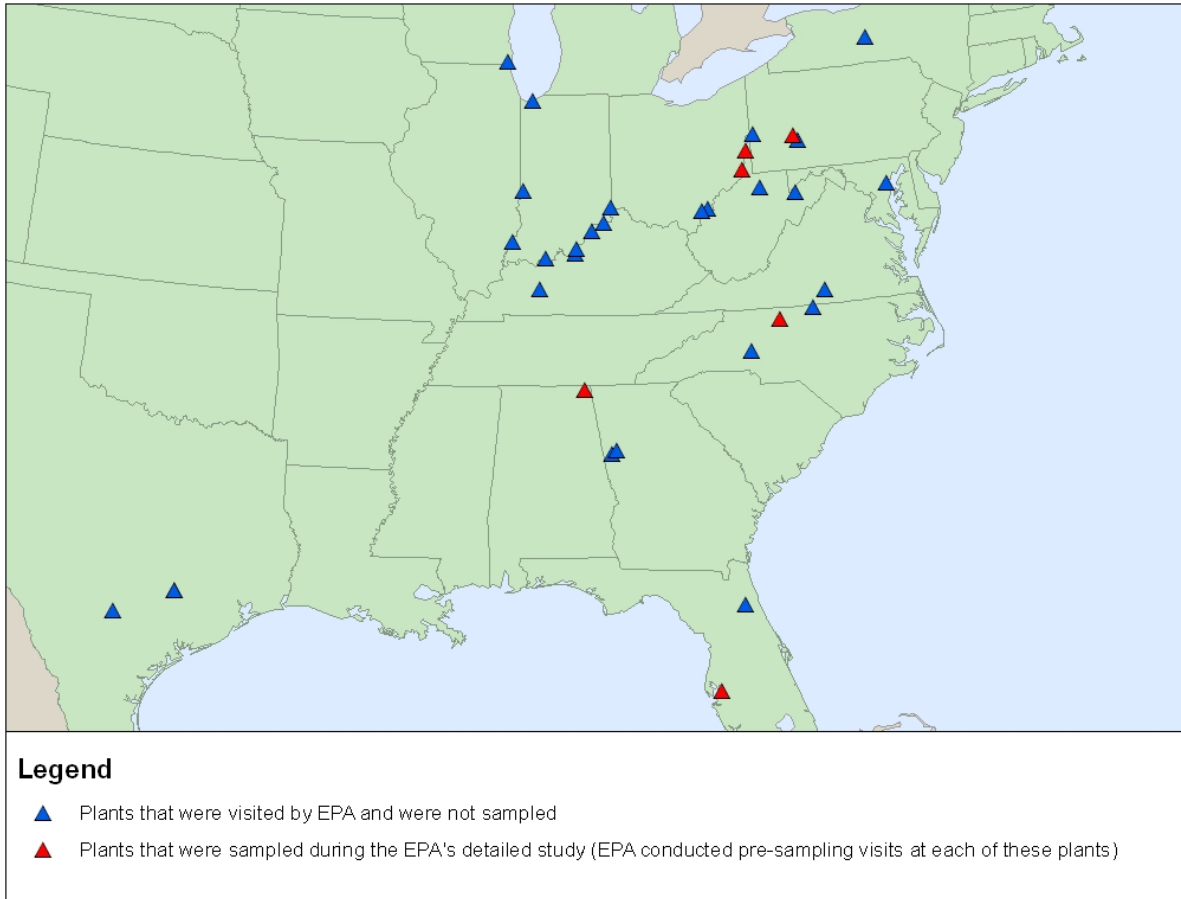 Legend
Plants that were visited by EPA and were not sampled
Plants that were sampled during the EPA's detailed study (EPA conducted pre-sampling visits at each of these plants)